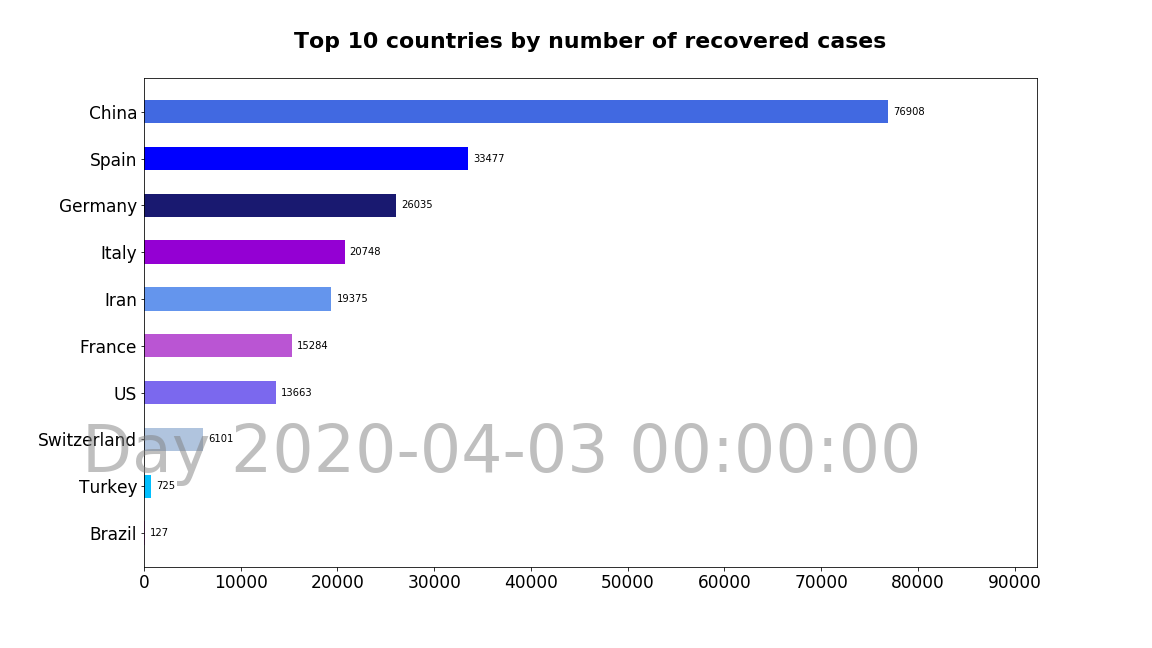 Top 10 countries by number of recovered cases
China 76908
Spain 33477
Germany 26035
Italy 20748
Iran 19375
France 15284
US 13663
Switzerland 6101
Day 2020-04-03 00:00:00
Turkey 725
Brazil 127
0 10000 20000 30000 40000 50000 60000 70000 80000 90000